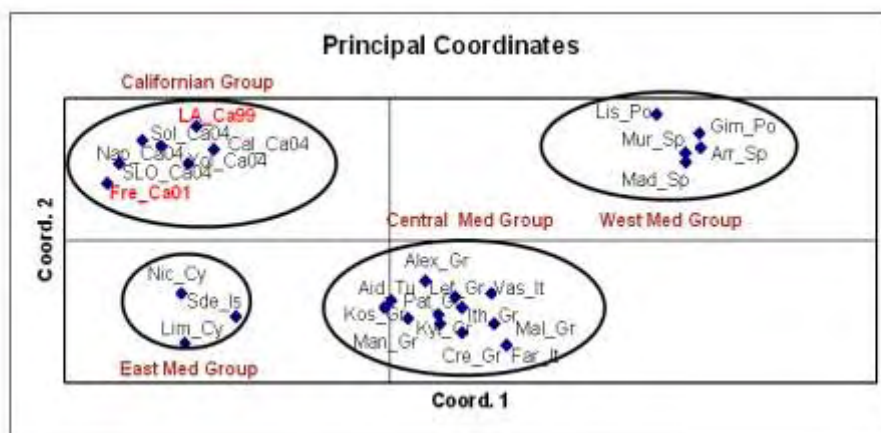 Principal Coordinates
Californian Group
LA_Ca99
Sol_Ca04
Cal_Ca04
Nap_Ca04
Yol_Ca04
SLO_Ca04
Fre_Ca01
Lis_Po
Gim_Po
Mur_Sp
Arr_Sp
Mad_Sp
Central Med Group
West Med Group
Coord. 2
Alex_Gr
Nic_Cy
Sde_Is
Lim_Cy
Aid_Tu
Lef_Gr
Vas_It
Pat_Gr
Kos_Gr
Ith_Gr
Kyt_Gr
Mal_Gr
Man_Gr
Cre_Gr
Far_It
East Med Group
Coord. 1